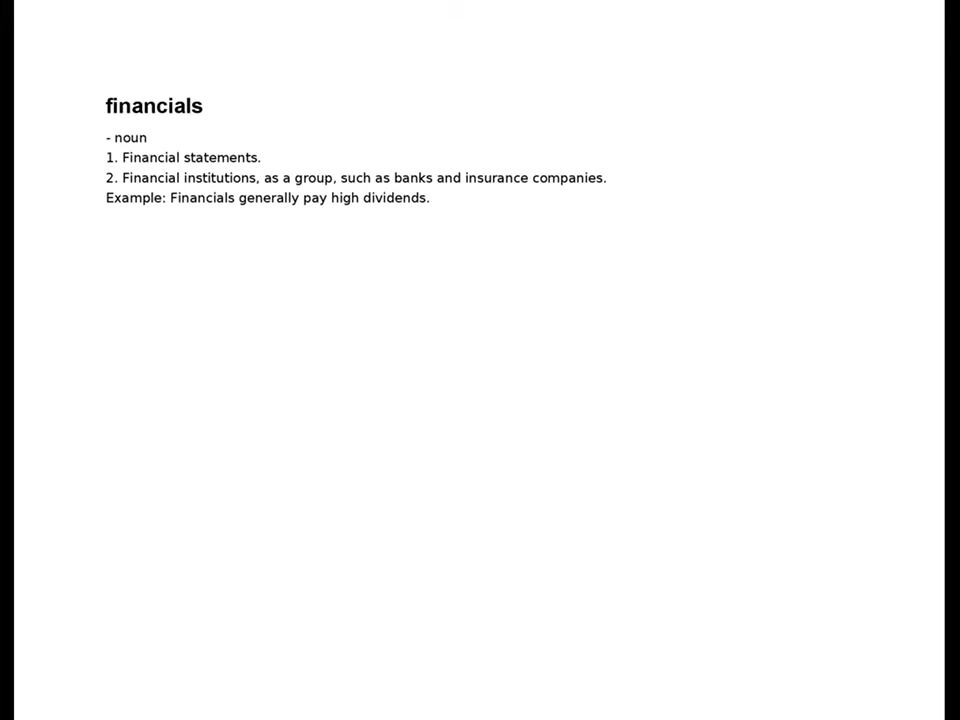 financials
- noun
1. Financial statements.
2. Financial institutions, as a group, such as banks and insurance companies.
Example: Financials generally pay high dividends.